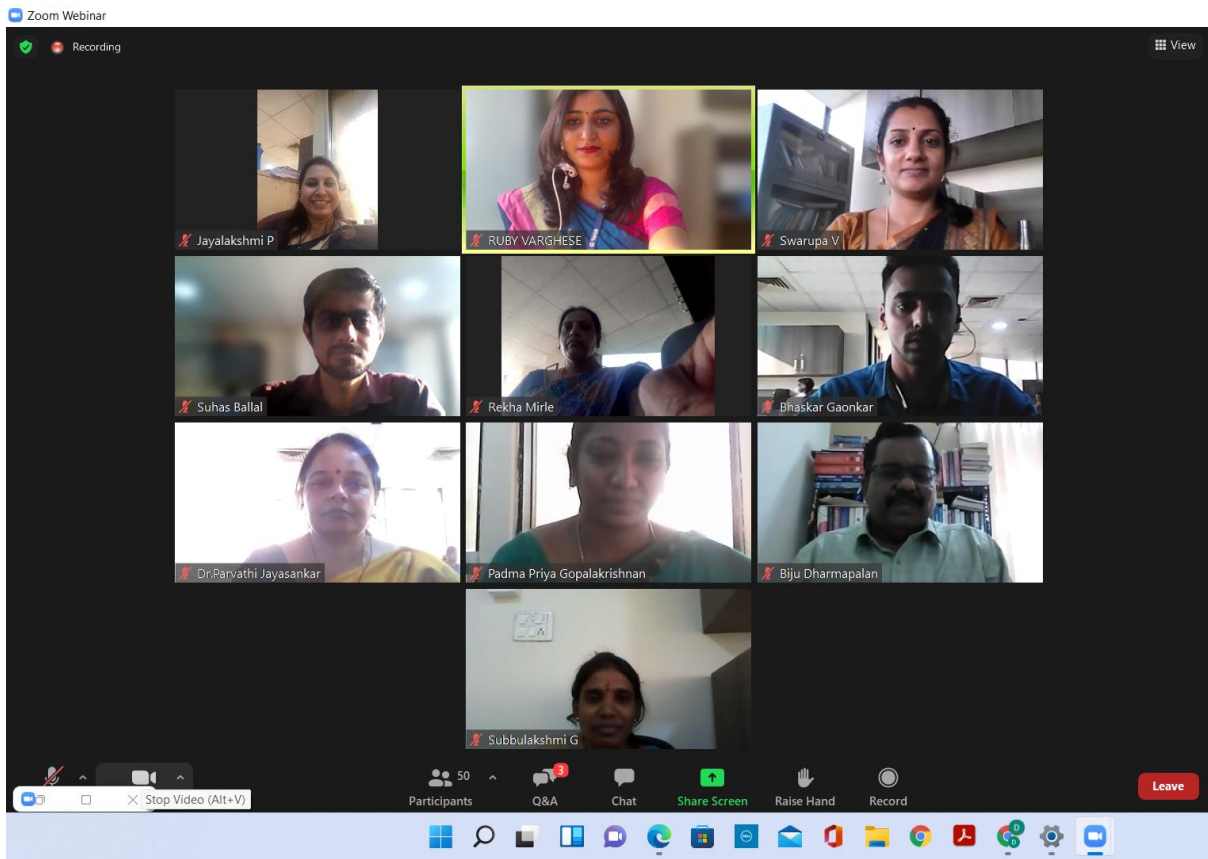 Zoom Webinar
Recording
View
Jayalakshmi P
RUBY VARGHESE
Swarupa V
Suhas Ballal
Rekha Mirle
Bhaskar Gaonkar
Dr.Parvathi Jayasankar
Padma Priya Gopalakrishnan
Biju Dharmapalan
Subbulakshmi G
50
3
Participants
Q&A
Chat
Share Screen
Raise Hand
Record
Leave
Stop Video (Alt+V)